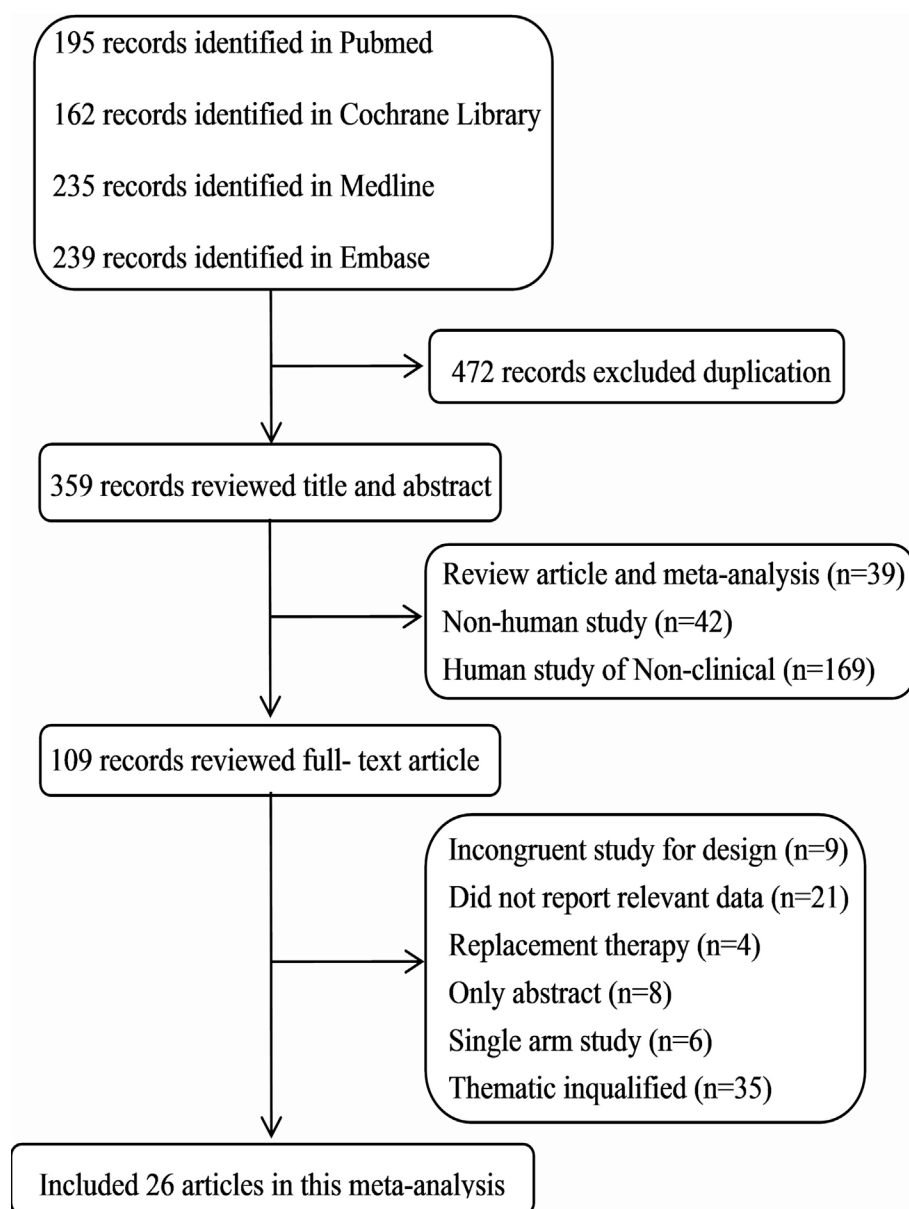 195 records identified in Pubmed
162 records identified in Cochrane Library
235 records identified in Medline
239 records identified in Embase
472 records excluded duplication
359 records reviewed title and abstract
Review article and meta-analysis (n=39)
Non-human study (n=42)
Human study of Non-clinical (n=169)
109 records reviewed full- text article
Incongruent study for design (n=9)
Did not report relevant data (n=21)
Replacement therapy (n=4)
Only abstract (n=8)
Single arm study (n=6)
Thematic inqualified (n=35)
Included 26 articles in this meta-analysis